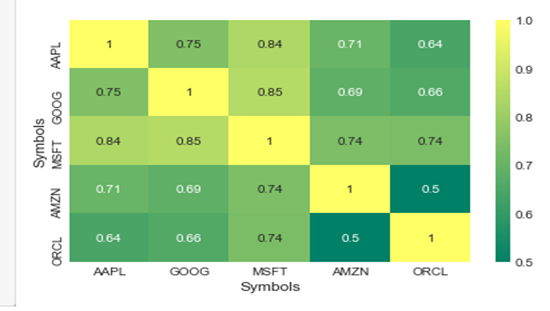 AAPL 1 0.75 0.84 0.71 0.64
GOOG 0.75 1 0.85 0.69 0.66
MSFT 0.84 0.85 1 0.74 0.74
AMZN 0.71 0.69 0.74 1 0.5
ORCL 0.64 0.66 0.74 0.5 1
AAPL GOOG MSFT AMZN ORCL
Symbols
Symbols
1.0
0.9
0.8
0.7
0.6
0.5